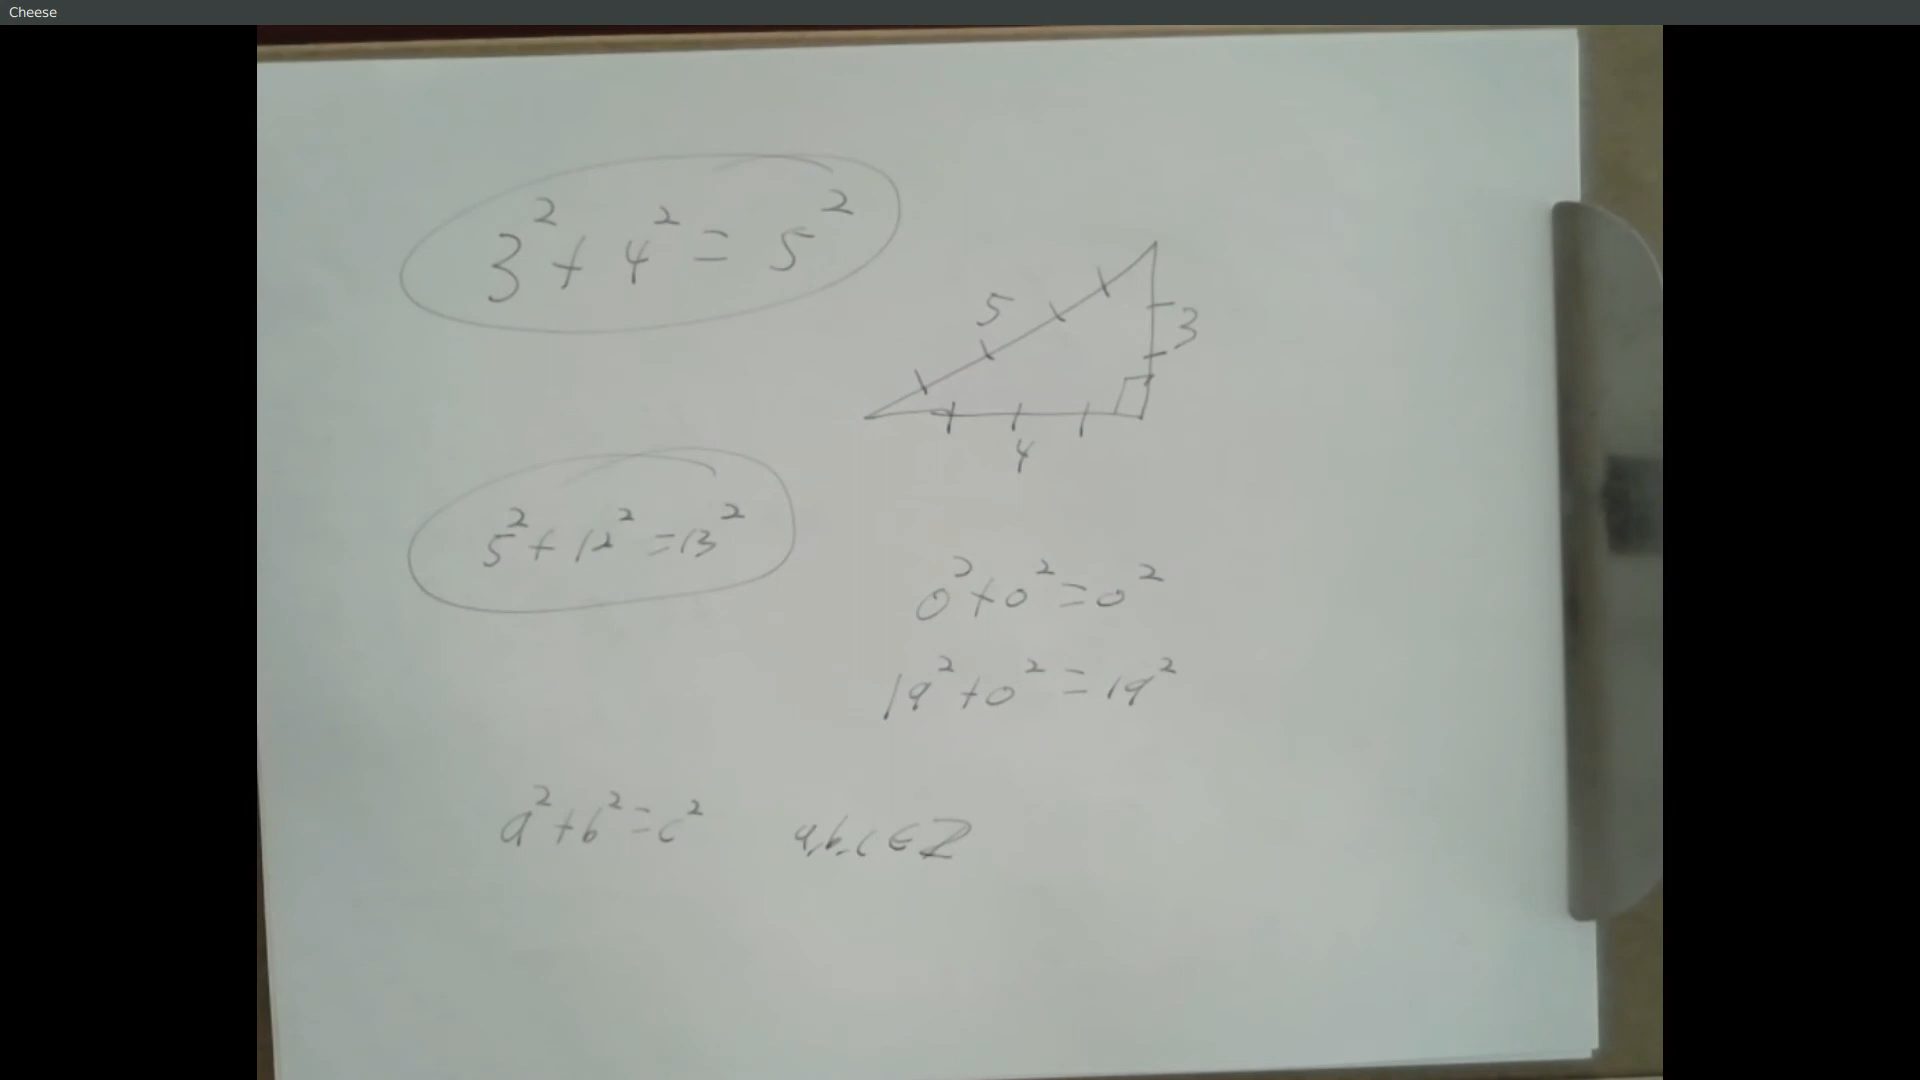 Cheese
3² + 4² = 5²
5
3
4
5² + 12² = 13²
0² + 0² = 0²
19² + 0² = 19²
a² + b² = c² a, b, c ∈ Z